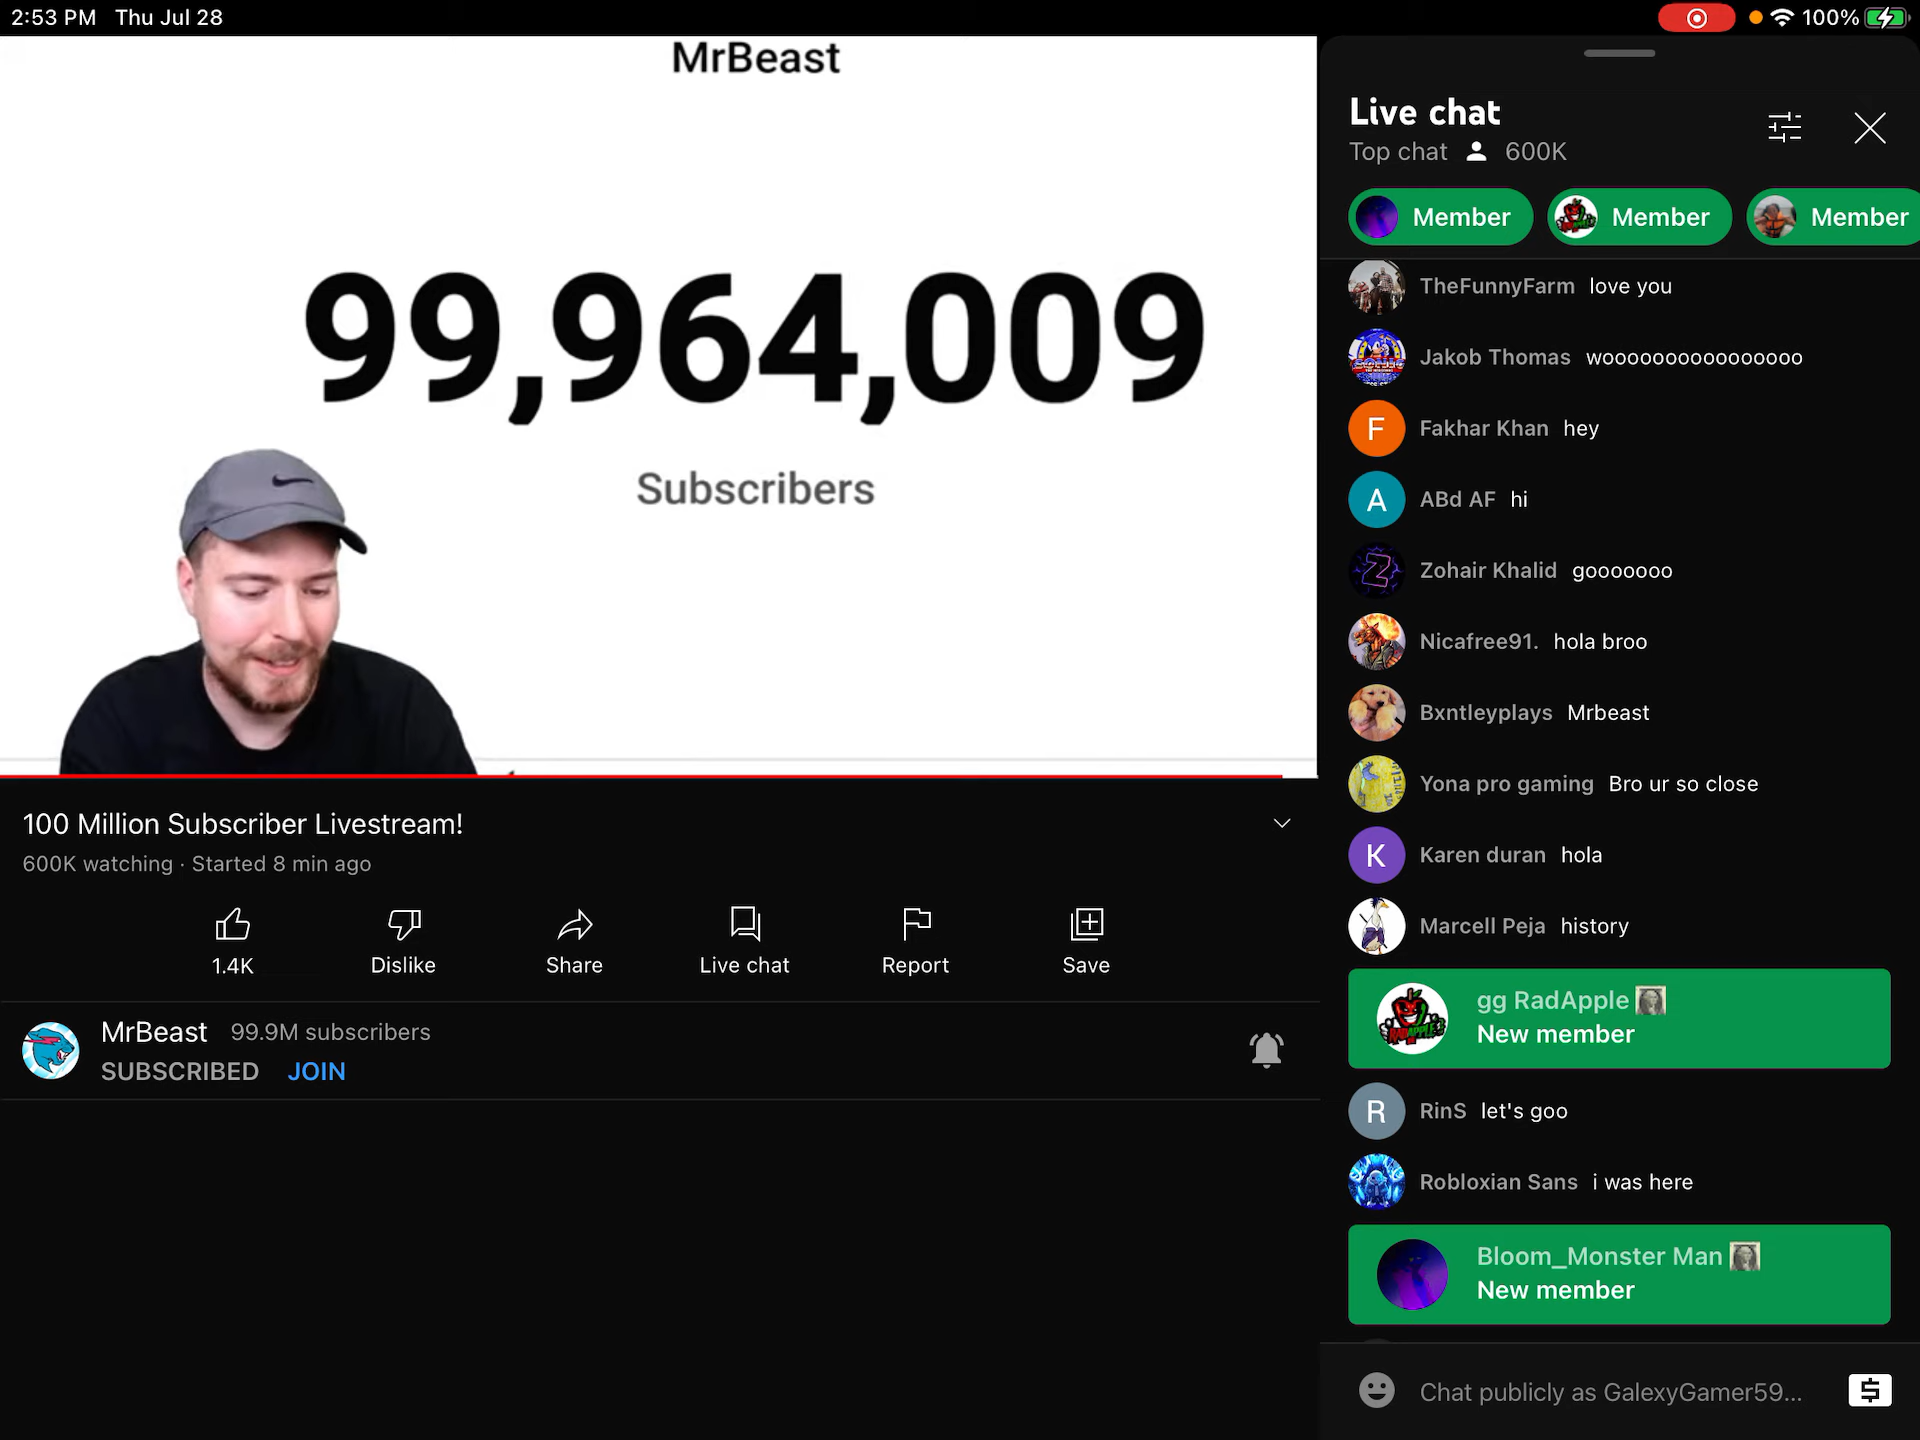 2:53 PM Thu Jul 28
100%
MrBeast
99,964,009
Subscribers
100 Million Subscriber Livestream!
600K watching · Started 8 min ago
1.4K
Dislike
Share
Live chat
Report
Save
MrBeast 99.9M subscribers
SUBSCRIBED JOIN
Live chat
Top chat 600K
Member Member Member
TheFunnyFarm love you
Jakob Thomas woooooooooooooooo
F Fakhar Khan hey
A ABd AF hi
Z Zohair Khalid gooooooo
Nicafree91. hola broo
Bxntleyplays Mrbeast
Yona pro gaming Bro ur so close
K Karen duran hola
Marcell Peja history
gg RadApple
New member
R RinS let's goo
Robloxian Sans i was here
Bloom_Monster Man
New member
Chat publicly as GalexyGamer59...